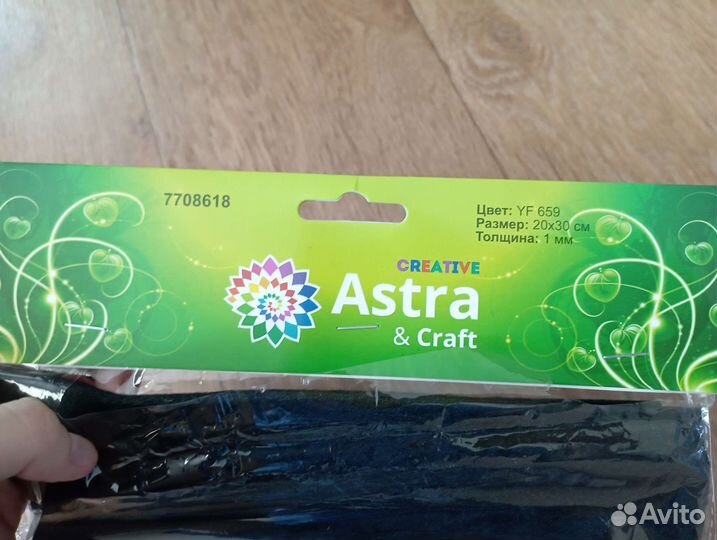 7708618
Цвет: YF 659
Размер: 20x30 см
Толщина: 1 мм
CREATIVE
Astra
& Craft
Avito